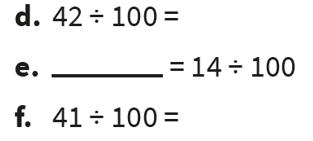 d. 42 ÷ 100 =
e. ________ = 14 ÷ 100
f. 41 ÷ 100 =